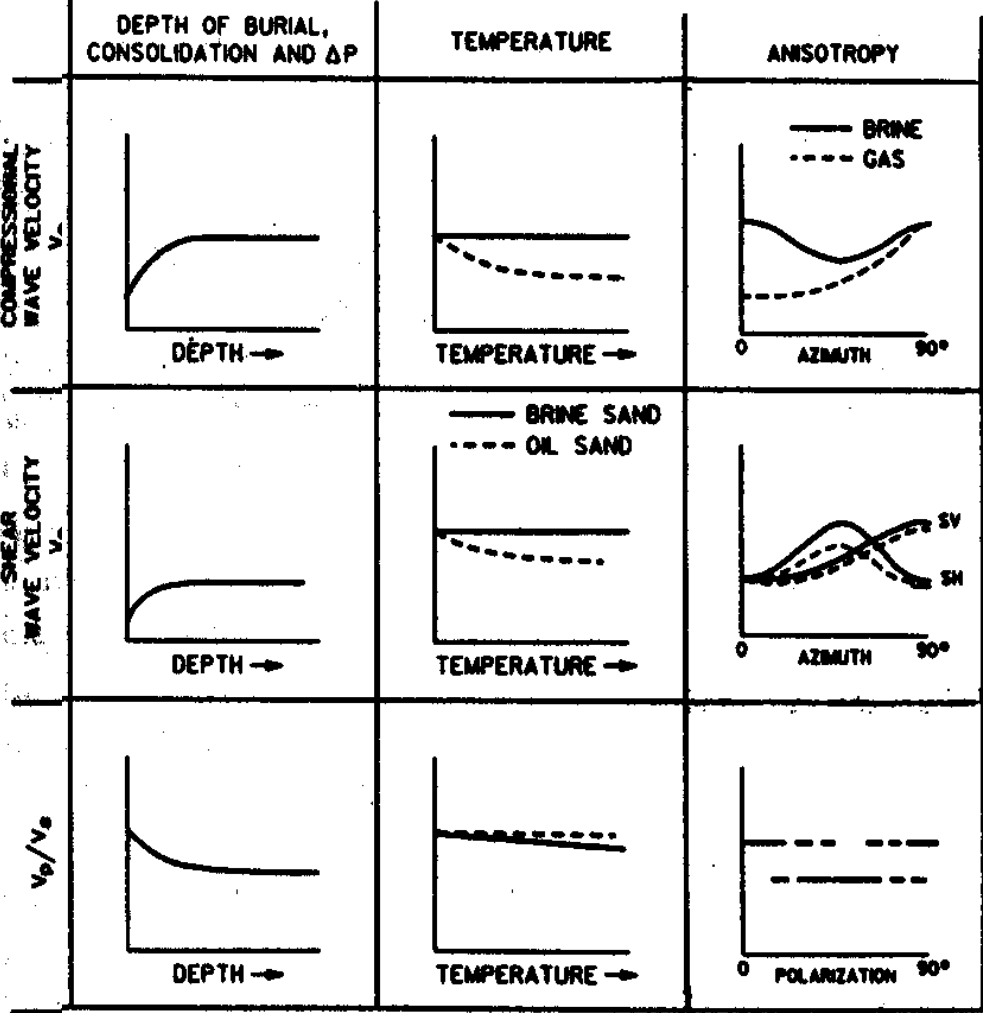 DEPTH OF BURIAL,
CONSOLIDATION AND ΔP
TEMPERATURE
ANISOTROPY
COMPRESSIONAL
WAVE VELOCITY
DEPTH
TEMPERATURE
BRINE
GAS
0
AZIMUTH
90°
SHEAR
WAVE VELOCITY
DEPTH
BRINE SAND
OIL SAND
TEMPERATURE
SV
SH
0
AZIMUTH
90°
Vp/Vs
DEPTH
TEMPERATURE
0
POLARIZATION
90°